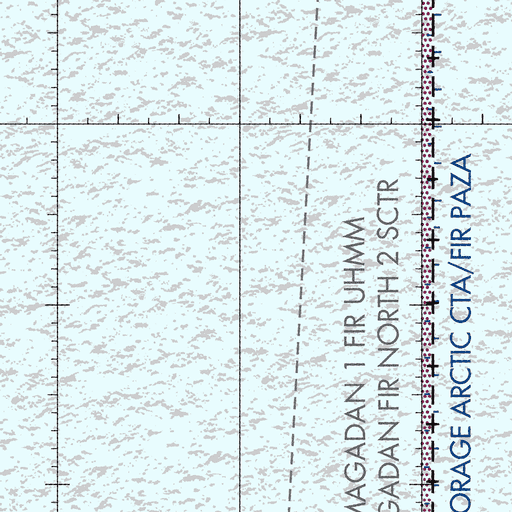 MAGADAN 1 FIR UHMM
GADAN FIR NORTH 2 SCTR
ORAGE ARCTIC CTA/FIR PAZA